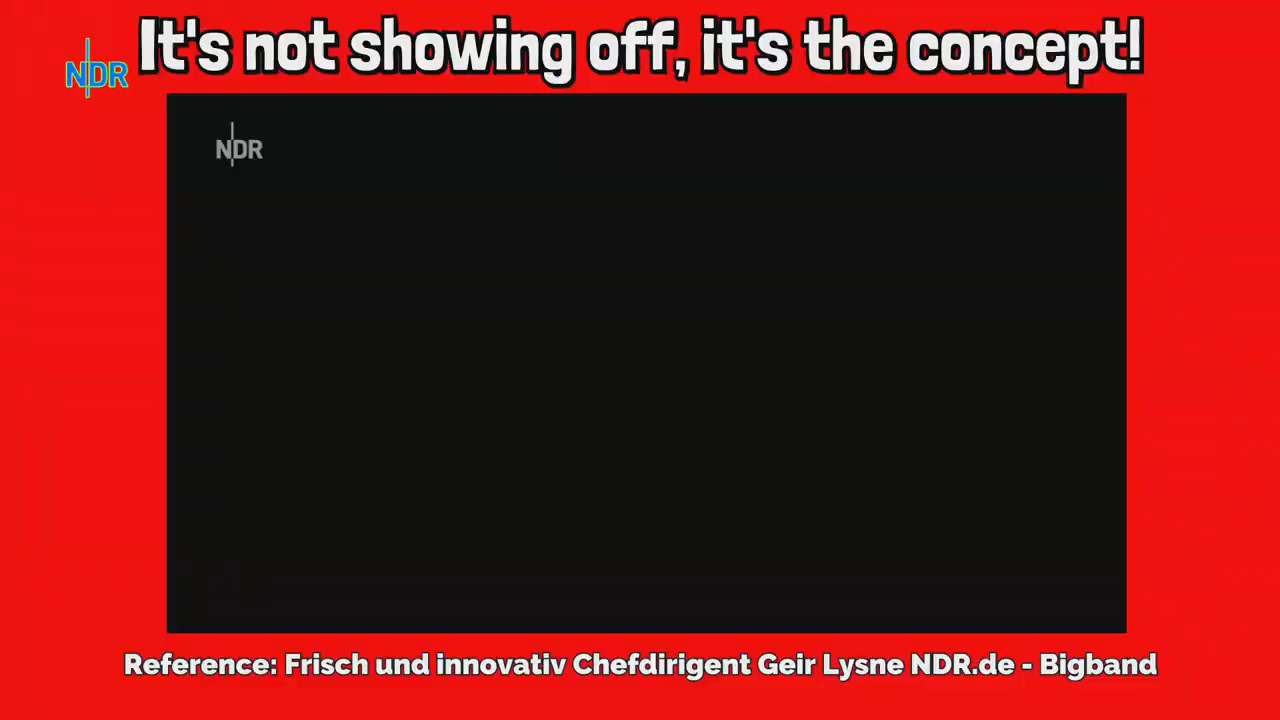 It's not showing off, it's the concept!
NDR
NDR
Reference: Frisch und innovativ Chefdirigent Geir Lysne NDR.de - Bigband